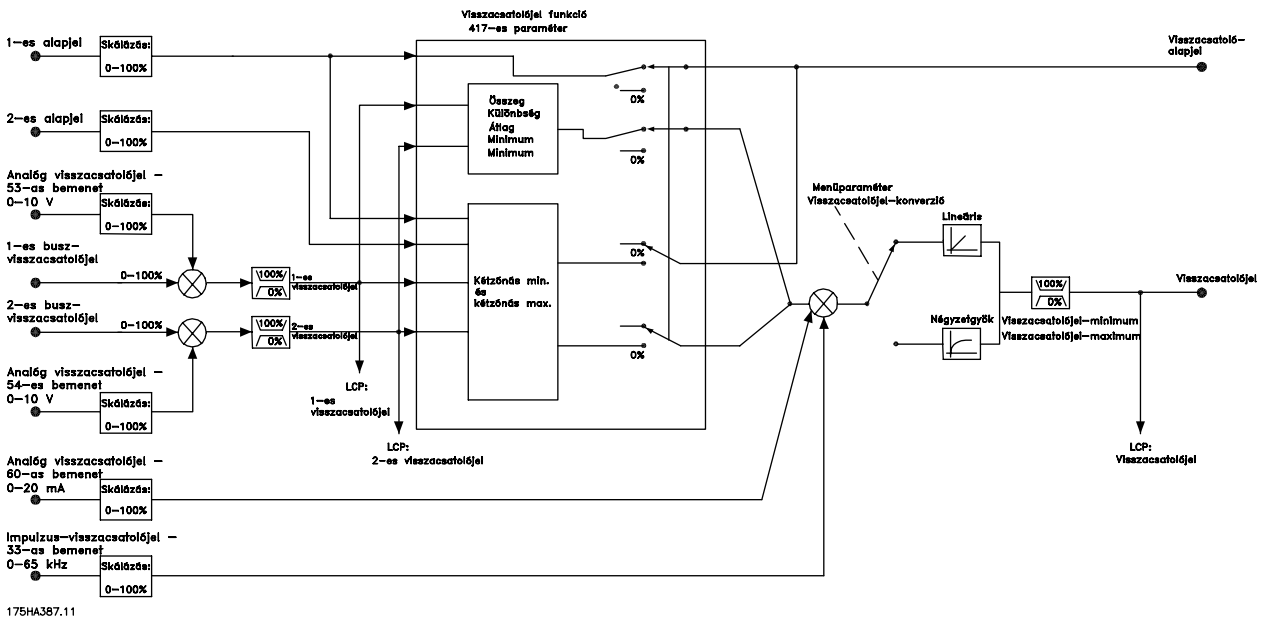 Visszacsatolójel funkció
417-es paraméter
1-es alapjel
Skálázás:
0-100%
Visszacsatoló-
alapjel
0%
2-es alapjel
Skálázás:
0-100%
Összeg
Különbség
Átlag
Minimum
Minimum
0%
Analóg visszacsatolójel -
53-as bemenet
0-10 V
Skálázás:
0-100%
Menüparaméter
Visszacsatolójel-konverzió
Lineáris
1-es busz-
visszacsatolójel
0-100%
100%
0%
1-es
visszacsatolójel
Kétzónás min.
és
kétzónás max.
0%
Visszacsatolójel
2-es busz-
visszacsatolójel
0-100%
100%
0%
2-es
visszacsatolójel
0%
Négyzetgyök
100%
0%
Visszacsatolójel-minimum
Visszacsatolójel-maximum
Analóg visszacsatolójel -
54-es bemenet
0-10 V
Skálázás:
0-100%
LCP:
1-es
visszacsatolójel
LCP:
2-es visszacsatolójel
LCP:
Visszacsatolójel
Analóg visszacsatolójel -
60-as bemenet
0-20 mA
Skálázás:
0-100%
Impulzus-visszacsatolójel -
33-as bemenet
0-65 kHz
Skálázás:
0-100%
175HA387.11